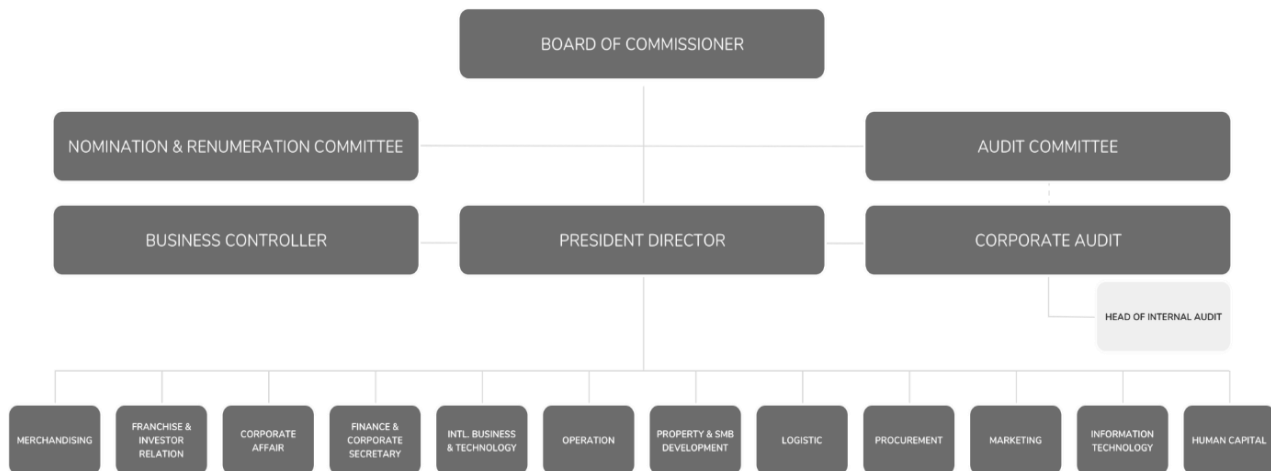 BOARD OF COMMISSIONER
NOMINATION & RENUMERATION COMMITTEE
AUDIT COMMITTEE
BUSINESS CONTROLLER
PRESIDENT DIRECTOR
CORPORATE AUDIT
HEAD OF INTERNAL AUDIT
MERCHANDISING
FRANCHISE &
INVESTOR
RELATION
CORPORATE
AFFAIR
FINANCE &
CORPORATE
SECRETARY
INTL. BUSINESS
& TECHNOLOGY
OPERATION
PROPERTY & SMB
DEVELOPMENT
LOGISTIC
PROCUREMENT
MARKETING
INFORMATION
TECHNOLOGY
HUMAN CAPITAL